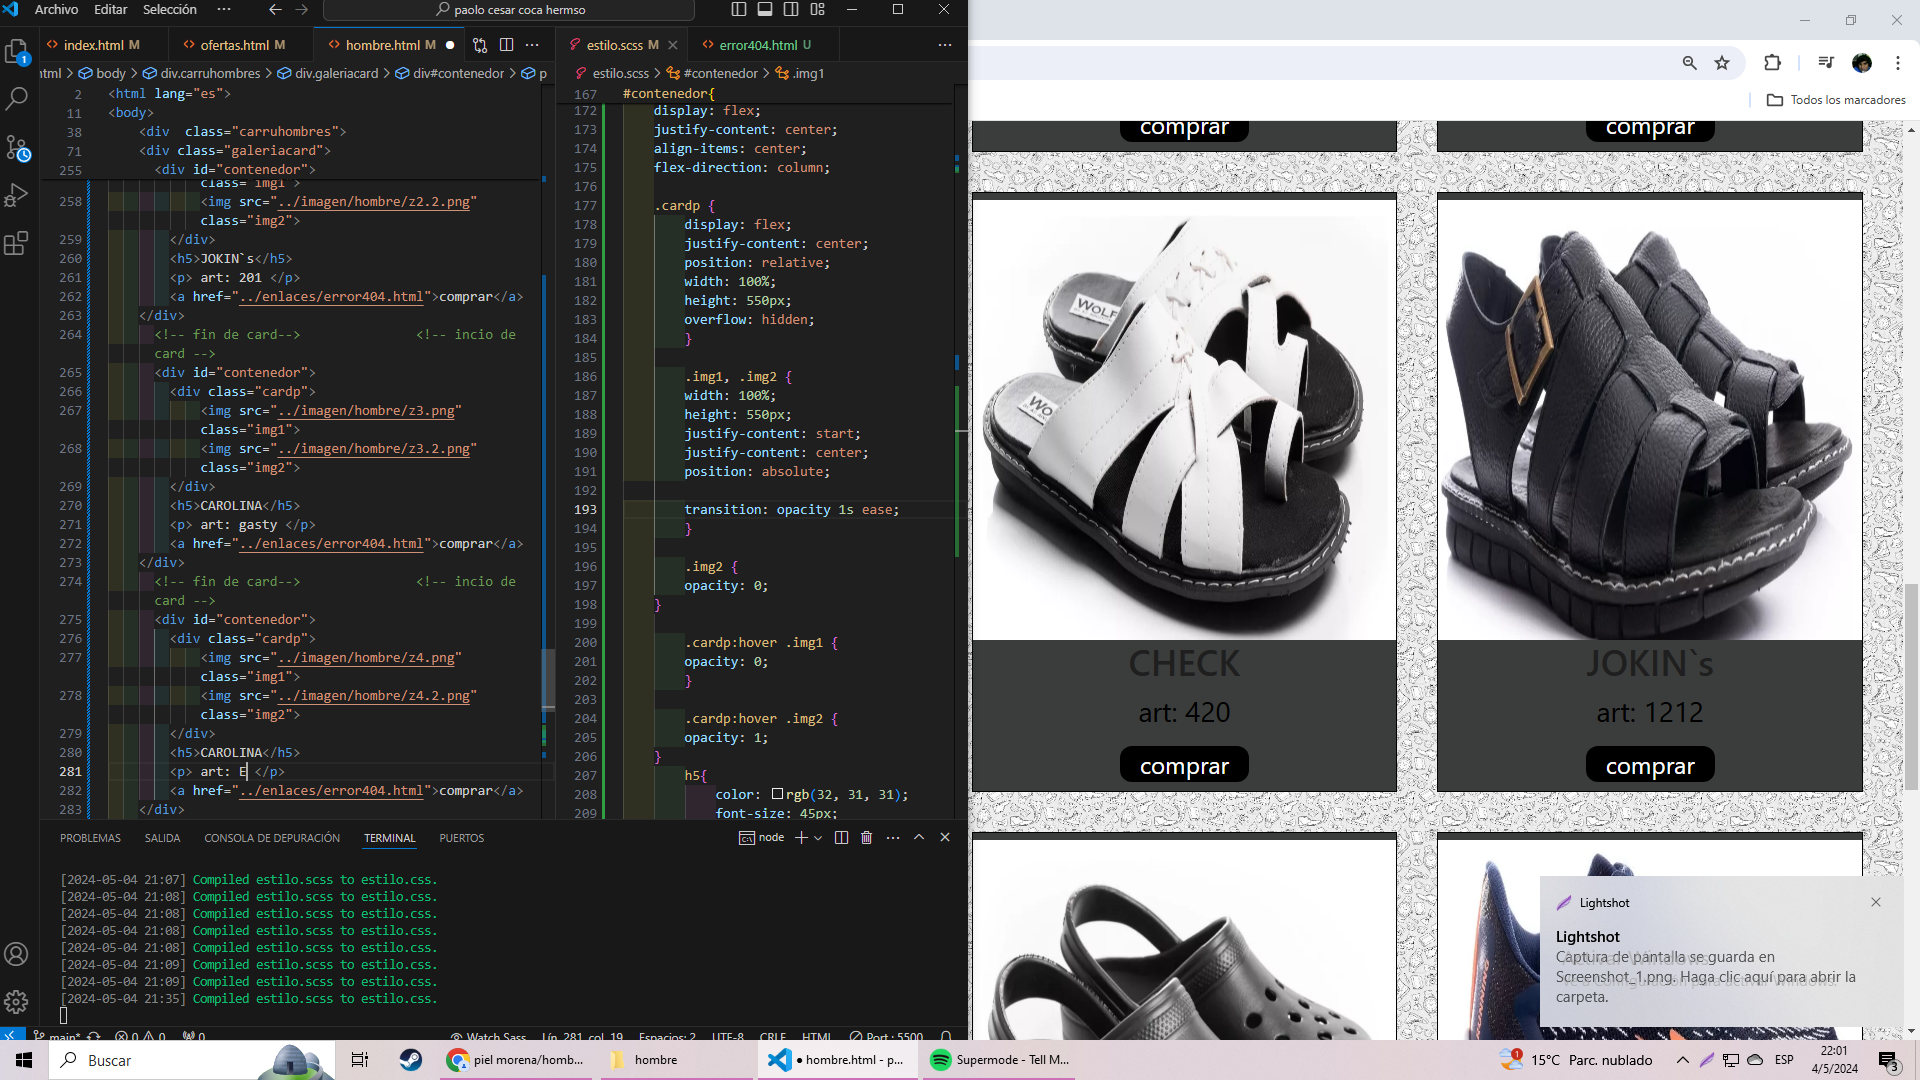 Archivo Editar Selección ··· paolo cesar coca hermso
index.html M ofertas.html M hombre.html M
estilo.scss M error404.html U
html > body > div.carruhombres > div.galeriacard > div#contenedor > p
estilo.scss > #contenedor > .img1
2 <html lang="es">
11 <body>
38 <div  class="carruhombres">
71 <div class="galeriacard">
255 <div id="contenedor">
class="img1">
258 <img src="../imagen/hombre/z2.2.png"
class="img2">
259 </div>
260 <h5>JOKIN`s</h5>
261 <p> art: 201 </p>
262 <a href="../enlaces/error404.html">comprar</a>
263 </div>
264 <!-- fin de card--> <!-- incio de
card -->
265 <div id="contenedor">
266 <div class="cardp">
267 <img src="../imagen/hombre/z3.png"
class="img1">
268 <img src="../imagen/hombre/z3.2.png"
class="img2">
269 </div>
270 <h5>CAROLINA</h5>
271 <p> art: gasty </p>
272 <a href="../enlaces/error404.html">comprar</a>
273 </div>
274 <!-- fin de card--> <!-- incio de
card -->
275 <div id="contenedor">
276 <div class="cardp">
277 <img src="../imagen/hombre/z4.png"
class="img1">
278 <img src="../imagen/hombre/z4.2.png"
class="img2">
279 </div>
280 <h5>CAROLINA</h5>
281 <p> art: E </p>
282 <a href="../enlaces/error404.html">comprar</a>
283 </div>
167 #contenedor{
172 display: flex;
173 justify-content: center;
174 align-items: center;
175 flex-direction: column;
176
177 .cardp {
178 display: flex;
179 justify-content: center;
180 position: relative;
181 width: 100%;
182 height: 550px;
183 overflow: hidden;
184 }
185
186 .img1, .img2 {
187 width: 100%;
188 height: 550px;
189 justify-content: start;
190 justify-content: center;
191 position: absolute;
192
193 transition: opacity 1s ease;
194 }
195
196 .img2 {
197 opacity: 0;
198 }
199
200 .cardp:hover .img1 {
201 opacity: 0;
202 }
203
204 .cardp:hover .img2 {
205 opacity: 1;
206 }
207 h5{
208 color: rgb(32, 31, 31);
209 font-size: 45px;
PROBLEMAS SALIDA CONSOLA DE DEPURACIÓN TERMINAL PUERTOS
node
[2024-05-04 21:07] Compiled estilo.scss to estilo.css.
[2024-05-04 21:08] Compiled estilo.scss to estilo.css.
[2024-05-04 21:08] Compiled estilo.scss to estilo.css.
[2024-05-04 21:08] Compiled estilo.scss to estilo.css.
[2024-05-04 21:08] Compiled estilo.scss to estilo.css.
[2024-05-04 21:09] Compiled estilo.scss to estilo.css.
[2024-05-04 21:09] Compiled estilo.scss to estilo.css.
[2024-05-04 21:35] Compiled estilo.scss to estilo.css.
main* 0 0 0 Watch Sass Lín. 281, col. 19 Espacios: 2 UTF-8 CRLF HTML Port : 5500
Todos los marcadores
comprar
comprar
WOLF
Wo
CHECK
art: 420
comprar
JOKIN`s
art: 1212
comprar
Lightshot
Lightshot
Captura de pantalla se guarda en
Screenshot_1.png. Haga clic aquí para abrir la
carpeta.
Buscar
piel morena/homb...
hombre
● hombre.html - p...
Supermode - Tell M...
1
15°C Parc. nublado
ESP
22:01
4/5/2024
3